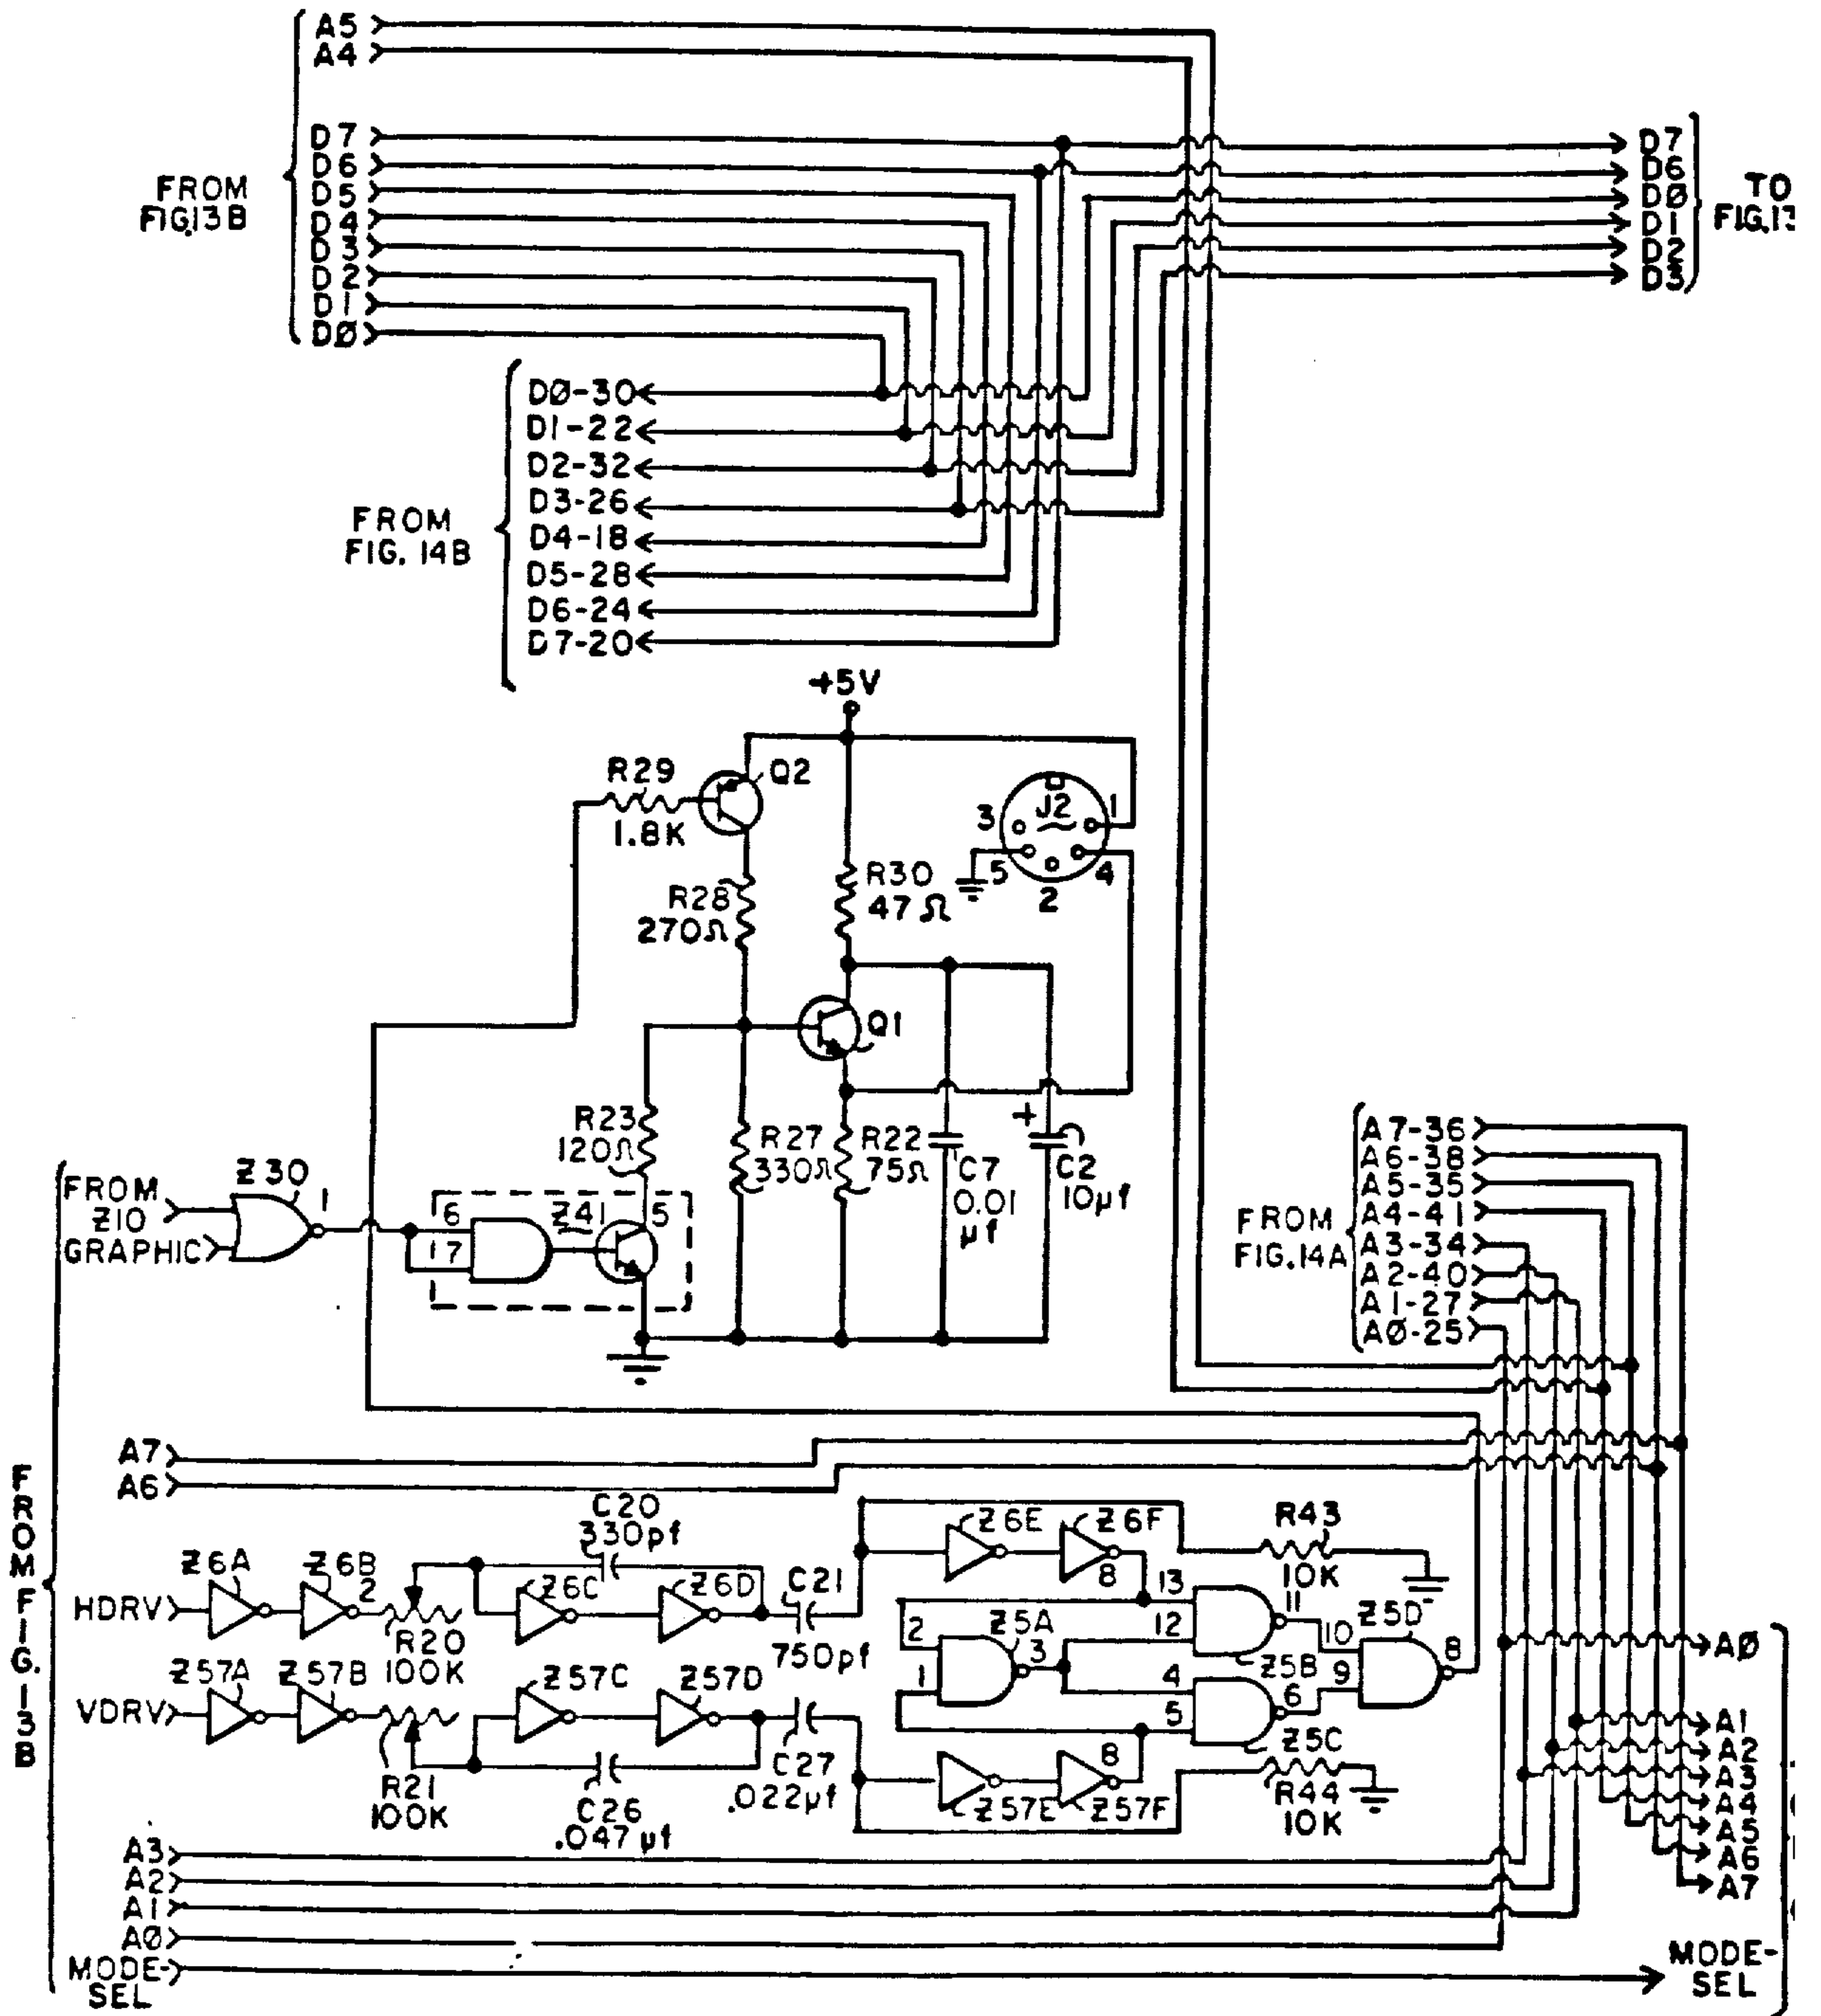 A5
A4
D7
D6
D5
D4
D3
D2
D1
DØ
FROM
FIG.13B
D7
D6
DØ
D1
D2
D3
TO
DØ-30
D1-22
D2-32
D3-26
D4-18
D5-28
D6-24
D7-20
FROM
FIG. 14B
+5V
R29
1.8K
Q2
J2
3
1
5
4
2
R28
270Ω
R30
47Ω
Q1
R23
120Ω
R27
330Ω
R22
75Ω
C7
0.01
µf
+
C2
10µf
FROM
Z10
GRAPHIC
Z30
1
6
7
Z41
5
FROM
FIG.14A
A7-36
A6-38
A5-35
A4-41
A3-34
A2-40
A1-27
AØ-25
FROM FIG. 13B
A7
A6
C20
330pf
Z6A
Z6B
2
HDRV
R20
100K
Z6C
Z6D
C21
750pf
Z6E
Z6F
8
R43
10K
13
12
11
Z5B
2
1
Z5A
3
10
9
Z5D
8
4
5
6
Z5C
Z57A
Z57B
VDRV
R21
100K
Z57C
Z57D
C27
.022µf
C26
.047µf
Z57E
8
Z57F
R44
10K
A3
A2
A1
AØ
MODE-
SEL
AØ
A1
A2
A3
A4
A5
A6
A7
MODE-
SEL